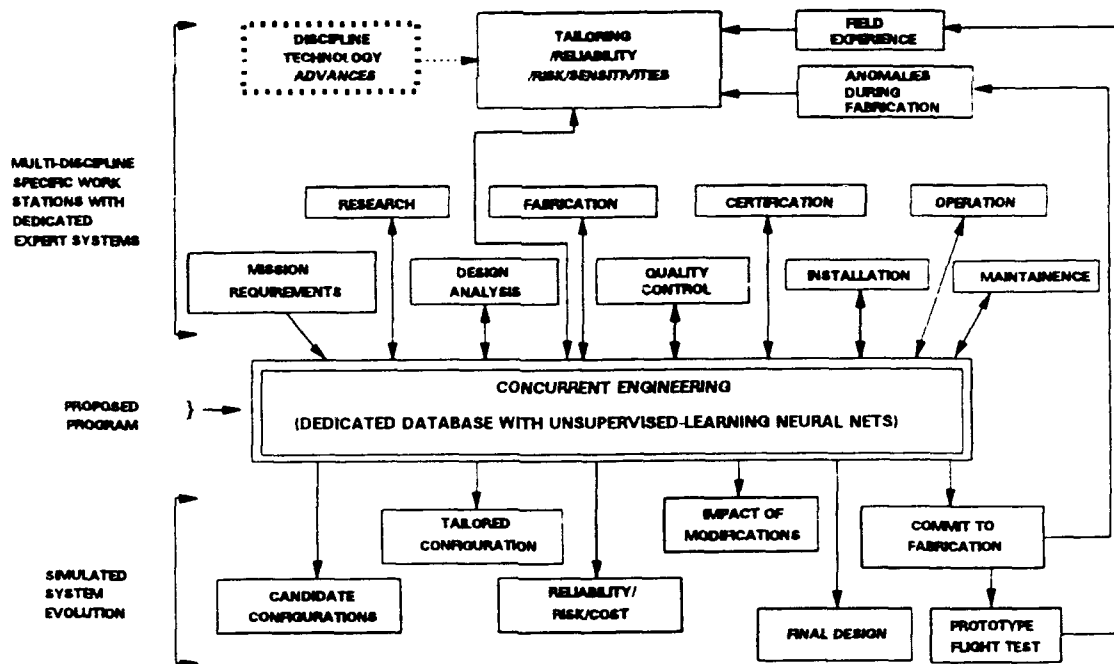 DISCIPLINE
TECHNOLOGY
ADVANCES
TAILORING
/RELIABILITY
/RISK/SENSITIVITIES
FIELD
EXPERIENCE
ANOMALIES
DURING
FABRICATION
MULTI-DISCIPLINE
SPECIFIC WORK
STATIONS WITH
DEDICATED
EXPERT SYSTEMS
RESEARCH
FABRICATION
CERTIFICATION
OPERATION
MISSION
REQUIREMENTS
DESIGN
ANALYSIS
QUALITY
CONTROL
INSTALLATION
MAINTAINENCE
PROPOSED
PROGRAM
}
CONCURRENT ENGINEERING
(DEDICATED DATABASE WITH UNSUPERVISED-LEARNING NEURAL NETS)
TAILORED
CONFIGURATION
IMPACT OF
MODIFICATIONS
COMMIT TO
FABRICATION
SIMULATED
SYSTEM
EVOLUTION
CANDIDATE
CONFIGURATIONS
RELIABILITY/
RISK/COST
FINAL DESIGN
PROTOTYPE
FLIGHT TEST